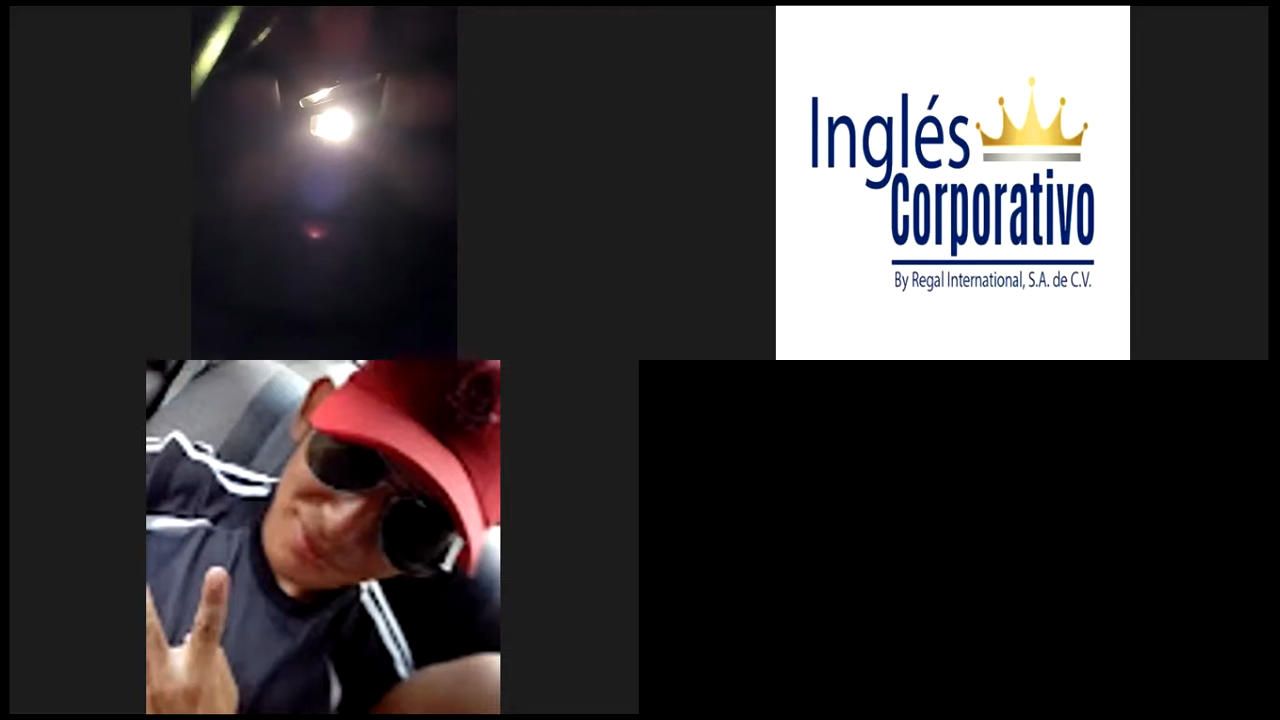 Inglés
Corporativo
By Regal International, S.A. de C.V.